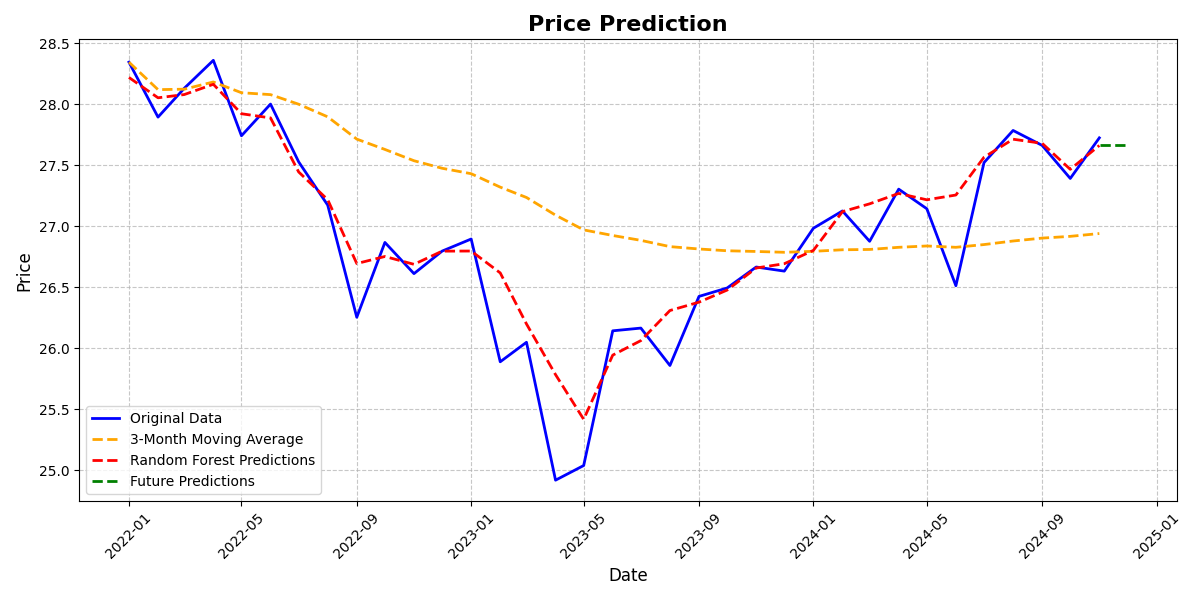 Price Prediction
28.5
28.0
27.5
27.0
26.5
26.0
25.5
25.0
Price
Original Data
3-Month Moving Average
Random Forest Predictions
Future Predictions
2022-01
2022-05
2022-09
2023-01
2023-05
2023-09
2024-01
2024-05
2024-09
2025-01
Date